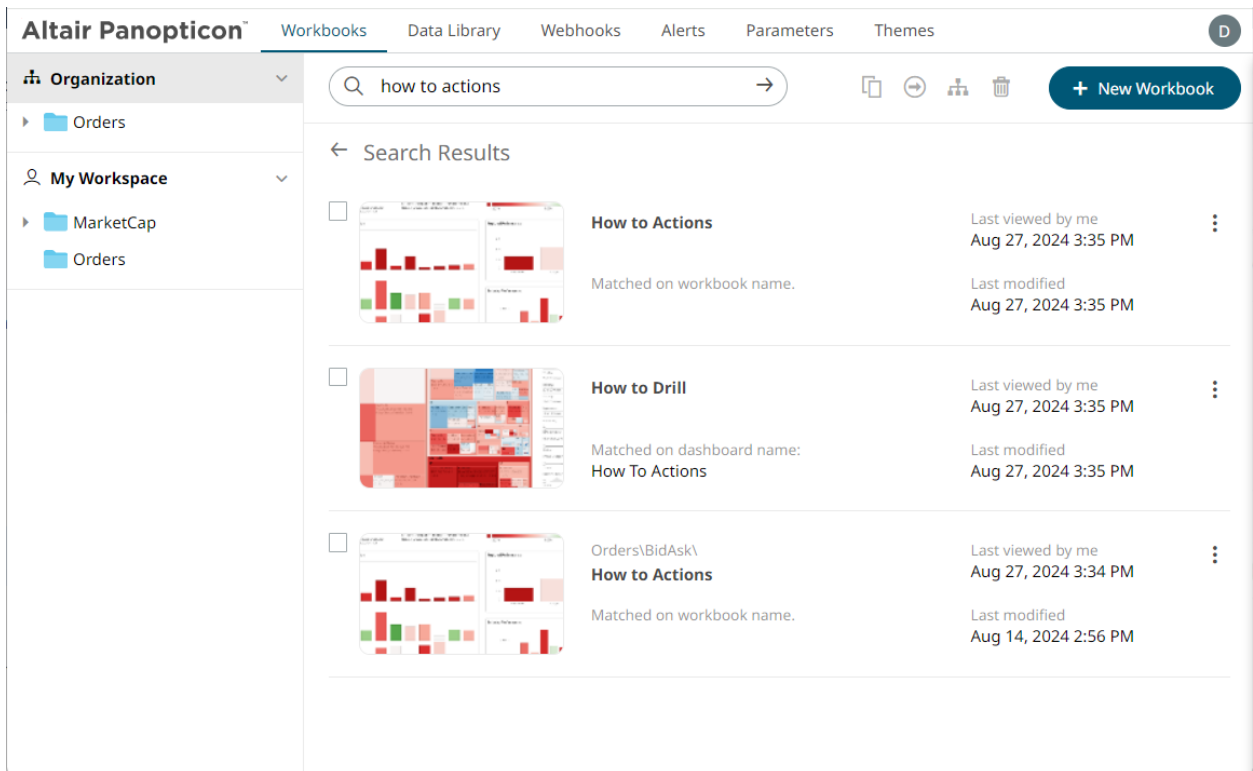 Altair Panopticon™
Workbooks Data Library Webhooks Alerts Parameters Themes
D
Organization
Orders
My Workspace
MarketCap
Orders
how to actions
+ New Workbook
Search Results
How to Actions
Matched on workbook name.
Last viewed by me
Aug 27, 2024 3:35 PM
Last modified
Aug 27, 2024 3:35 PM
How to Drill
Matched on dashboard name:
How To Actions
Last viewed by me
Aug 27, 2024 3:35 PM
Last modified
Aug 27, 2024 3:35 PM
Orders\BidAsk\
How to Actions
Matched on workbook name.
Last viewed by me
Aug 27, 2024 3:34 PM
Last modified
Aug 14, 2024 2:56 PM